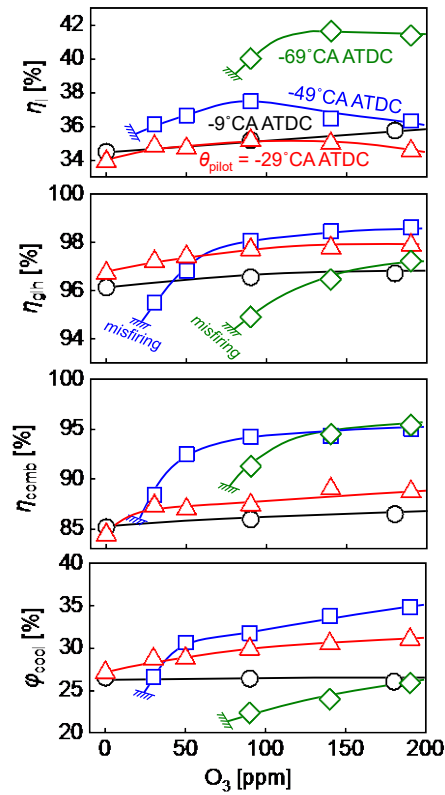 42
40
38
36
34
ηi [%]
-69˚CA ATDC
-49˚CA ATDC
-9˚CA ATDC
θpilot = -29˚CA ATDC
100
98
96
94
ηglh [%]
misfiring
misfiring
100
95
90
85
ηcomb [%]
40
35
30
25
20
φcool [%]
0 50 100 150 200
O3 [ppm]